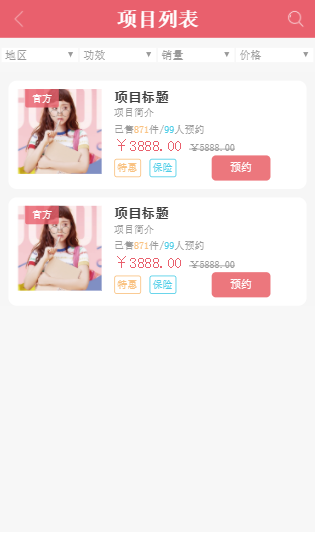 项目列表
地区 ▼ 功效 ▼ 销量 ▼ 价格 ▼
官方
项目标题
项目简介
已售871件/99人预约
￥3888.00 ￥5888.00
特惠 保险 预约
官方
项目标题
项目简介
已售871件/99人预约
￥3888.00 ￥5888.00
特惠 保险 预约